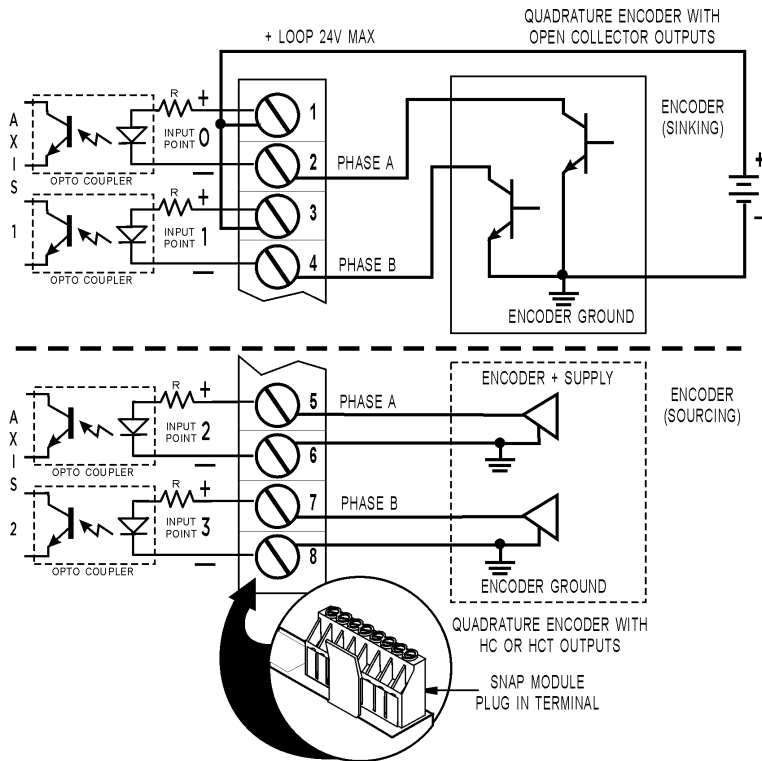 QUADRATURE ENCODER WITH
OPEN COLLECTOR OUTPUTS
+ LOOP 24V MAX
AXIS 1
R
+
INPUT
POINT 0
–
OPTO COUPLER
R
+
INPUT
POINT 1
–
OPTO COUPLER
1
2
3
4
PHASE A
PHASE B
ENCODER
(SINKING)
+
–
ENCODER GROUND
AXIS 2
R
+
INPUT
POINT 2
–
OPTO COUPLER
R
+
INPUT
POINT 3
–
OPTO COUPLER
5
6
7
8
PHASE A
PHASE B
ENCODER + SUPPLY
ENCODER
(SOURCING)
ENCODER GROUND
QUADRATURE ENCODER WITH
HC OR HCT OUTPUTS
SNAP MODULE
PLUG IN TERMINAL